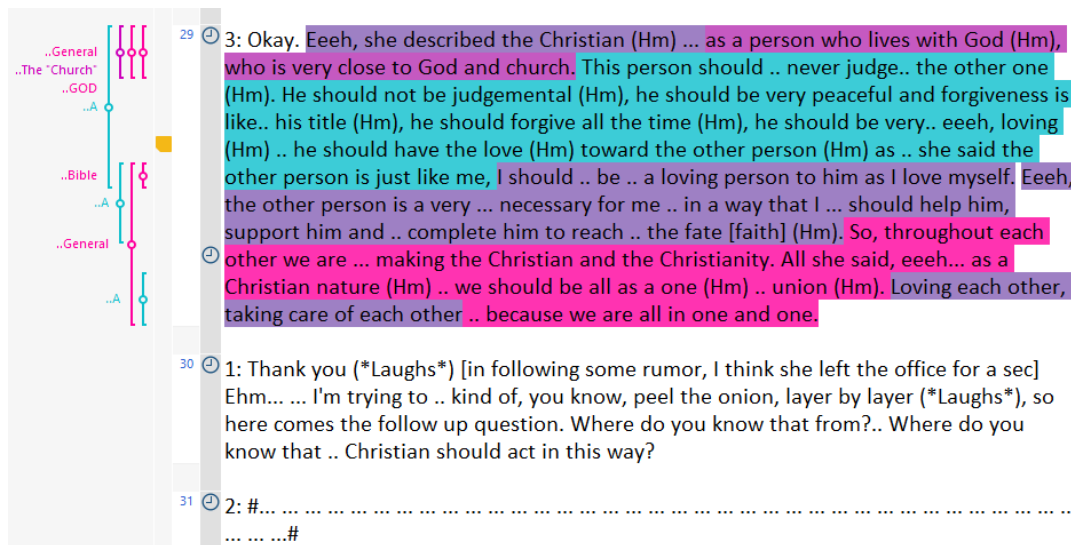 ..General
..The "Church"
..GOD
..A
..Bible
..A
..General
..A
29 3: Okay. Eeeh, she described the Christian (Hm) ... as a person who lives with God (Hm),
who is very close to God and church. This person should .. never judge.. the other one
(Hm). He should not be judgemental (Hm), he should be very peaceful and forgiveness is
like.. his title (Hm), he should forgive all the time (Hm), he should be very.. eeeh, loving
(Hm) .. he should have the love (Hm) toward the other person (Hm) as .. she said the
other person is just like me, I should .. be .. a loving person to him as I love myself. Eeeh,
the other person is a very ... necessary for me .. in a way that I ... should help him,
support him and .. complete him to reach .. the fate [faith] (Hm). So, throughout each
other we are ... making the Christian and the Christianity. All she said, eeeh... as a
Christian nature (Hm) .. we should be all as a one (Hm) .. union (Hm). Loving each other,
taking care of each other .. because we are all in one and one.
30 1: Thank you (*Laughs*) [in following some rumor, I think she left the office for a sec]
Ehm... ... I'm trying to .. kind of, you know, peel the onion, layer by layer (*Laughs*), so
here comes the follow up question. Where do you know that from?.. Where do you
know that .. Christian should act in this way?
31 2: #... ... ... ... ... ... ... ... ... ... ... ... ... ... ... ... ... ... ... ... ... ... ... ... ... ... ... ... ..
... ... ...#